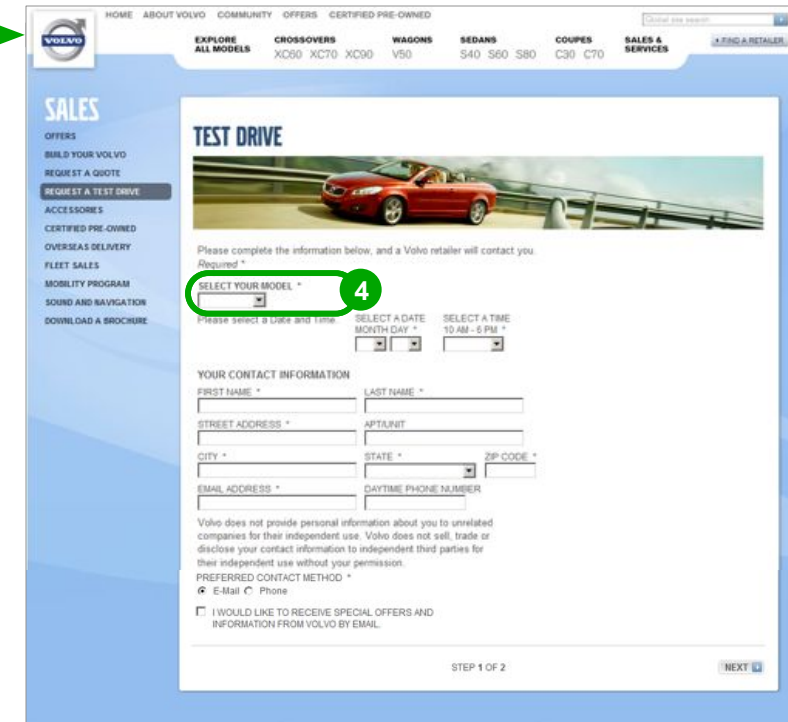 HOME ABOUT VOLVO COMMUNITY OFFERS CERTIFIED PRE-OWNED
Global site search
VOLVO
EXPLORE ALL MODELS
CROSSOVERS
XC60 XC70 XC90
WAGONS
V50
SEDANS
S40 S60 S80
COUPES
C30 C70
SALES & SERVICES
FIND A RETAILER
SALES
OFFERS
BUILD YOUR VOLVO
REQUEST A QUOTE
REQUEST A TEST DRIVE
ACCESSORIES
CERTIFIED PRE-OWNED
OVERSEAS DELIVERY
FLEET SALES
MOBILITY PROGRAM
SOUND AND NAVIGATION
DOWNLOAD A BROCHURE
TEST DRIVE
Please complete the information below, and a Volvo retailer will contact you.
Required *
SELECT YOUR MODEL *
4
Please select a Date and Time.
SELECT A DATE
MONTH DAY *
SELECT A TIME
10 AM - 6 PM *
YOUR CONTACT INFORMATION
FIRST NAME * LAST NAME *
STREET ADDRESS * APT/UNIT
CITY * STATE * ZIP CODE *
EMAIL ADDRESS * DAYTIME PHONE NUMBER
Volvo does not provide personal information about you to unrelated
companies for their independent use. Volvo does not sell, trade or
disclose your contact information to independent third parties for
their independent use without your permission.
PREFERRED CONTACT METHOD *
E-Mail Phone
I WOULD LIKE TO RECEIVE SPECIAL OFFERS AND
INFORMATION FROM VOLVO BY EMAIL.
STEP 1 OF 2
NEXT